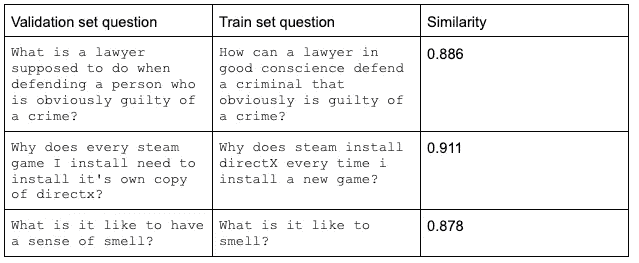 Validation set question
Train set question
Similarity
What is a lawyer
supposed to do when
defending a person who
is obviously guilty of
a crime?
How can a lawyer in
good conscience defend
a criminal that
obviously is guilty of
a crime?
0.886
Why does every steam
game I install need to
install it's own copy
of directx?
Why does steam install
directX every time i
install a new game?
0.911
What is it like to have
a sense of smell?
What is it like to
smell?
0.878